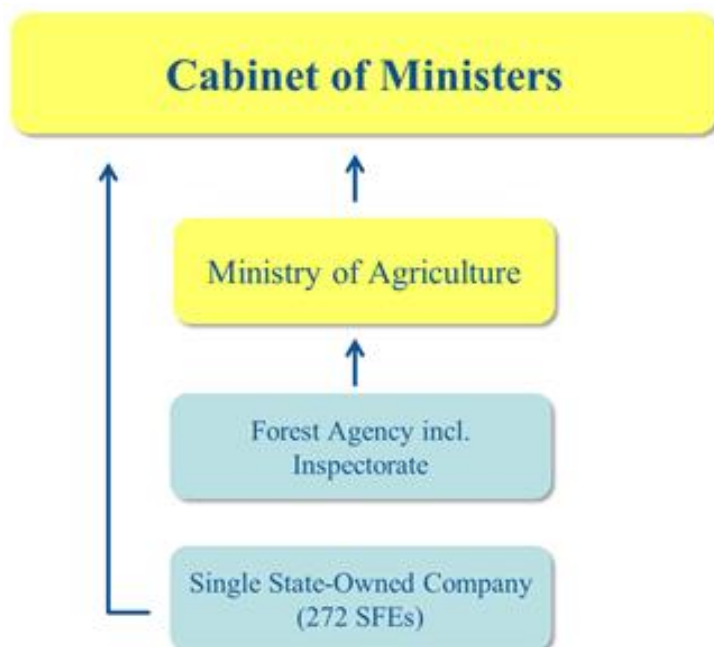 Cabinet of Ministers
Ministry of Agriculture
Forest Agency incl.
Inspectorate
Single State-Owned Company
(272 SFEs)